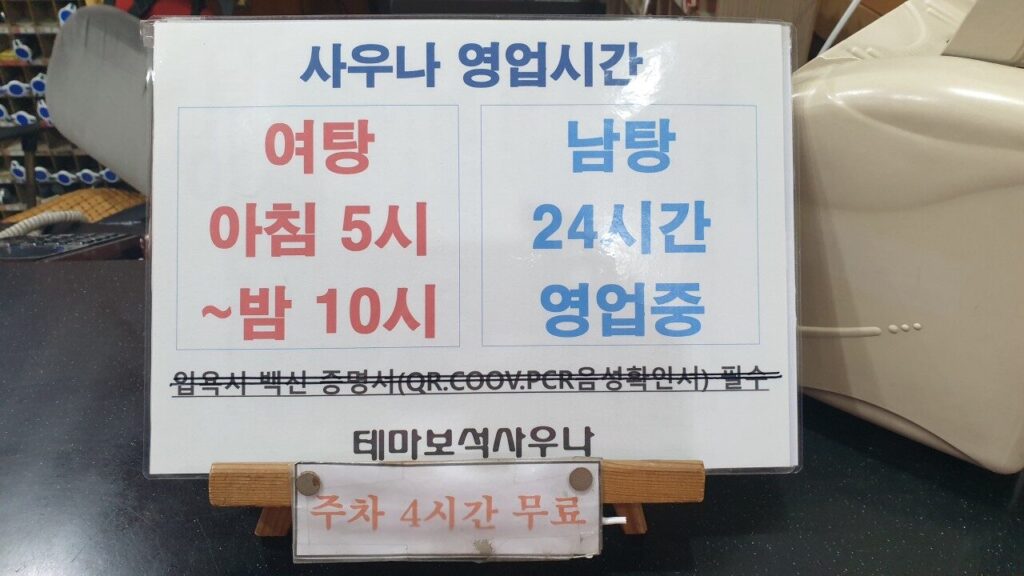 사우나 영업시간
여탕
아침 5시
~밤 10시
남탕
24시간
영업중
입욕시 백신 증명서(QR.COOV.PCR음성확인서) 필수
테마보석사우나
주차 4시간 무료